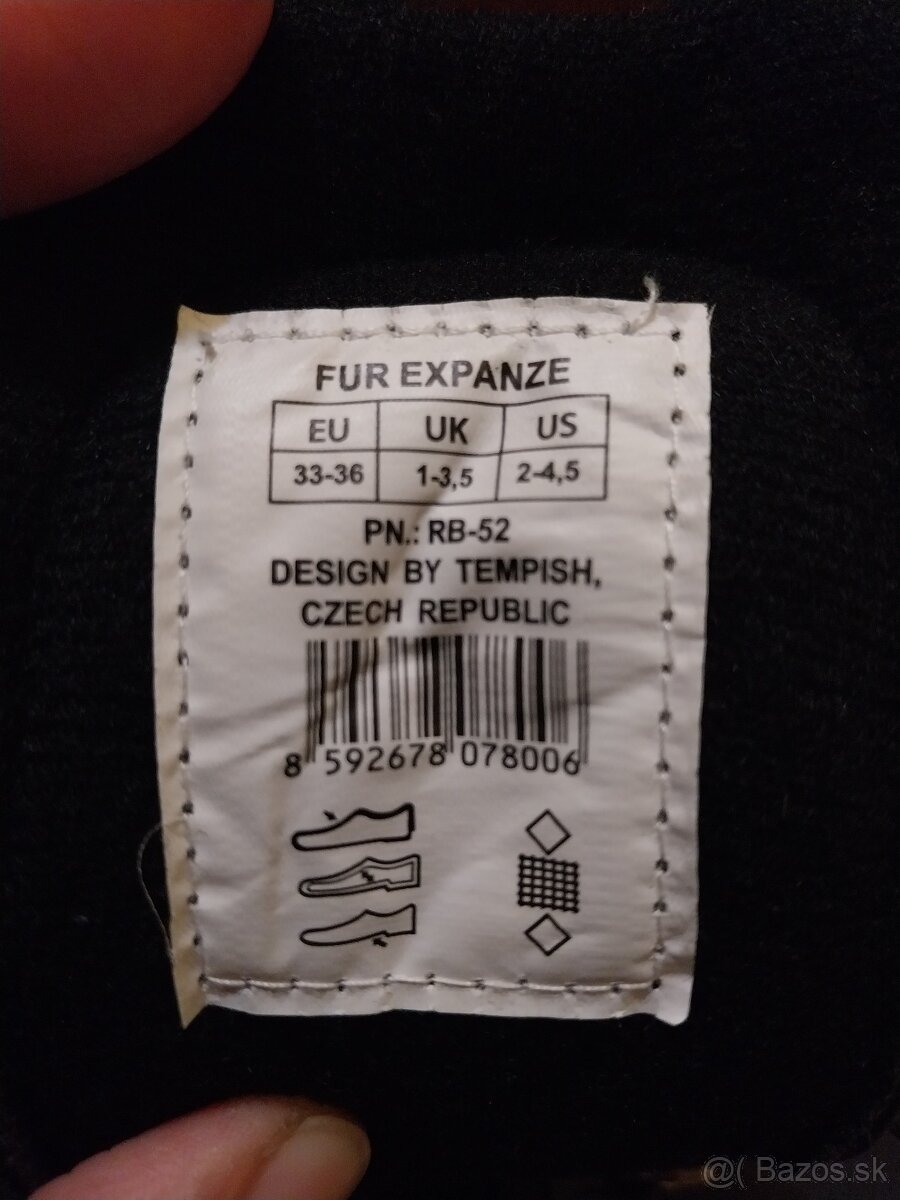 FUR EXPANZE
EU UK US
33-36 1-3,5 2-4,5
PN.: RB-52
DESIGN BY TEMPISH,
CZECH REPUBLIC
8 592678 078006
@( Bazos.sk